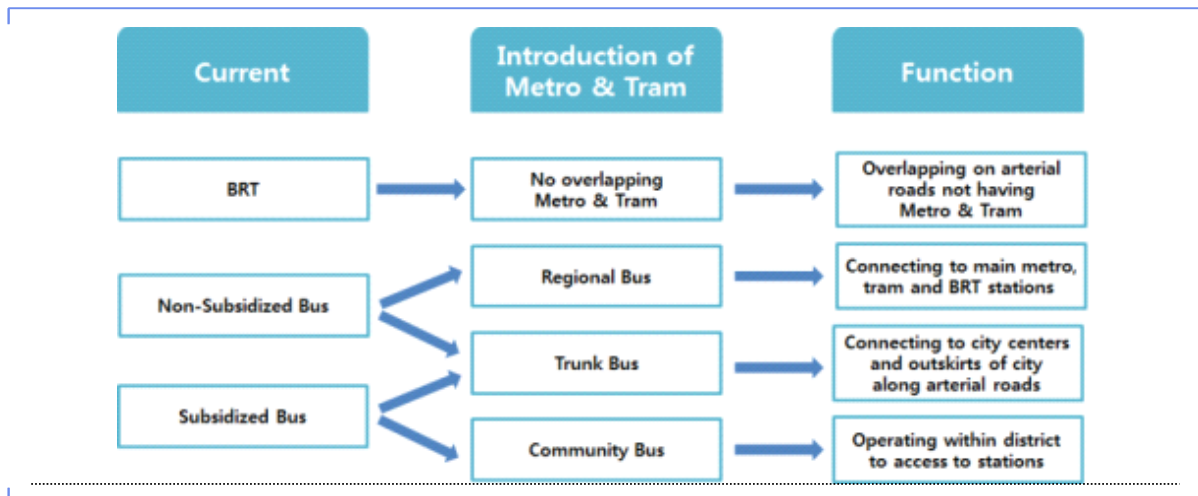 Current
Introduction of
Metro & Tram
Function
BRT
No overlapping
Metro & Tram
Overlapping on arterial
roads not having
Metro & Tram
Non-Subsidized Bus
Regional Bus
Connecting to main metro,
tram and BRT stations
Trunk Bus
Connecting to city centers
and outskirts of city
along arterial roads
Subsidized Bus
Community Bus
Operating within district
to access to stations